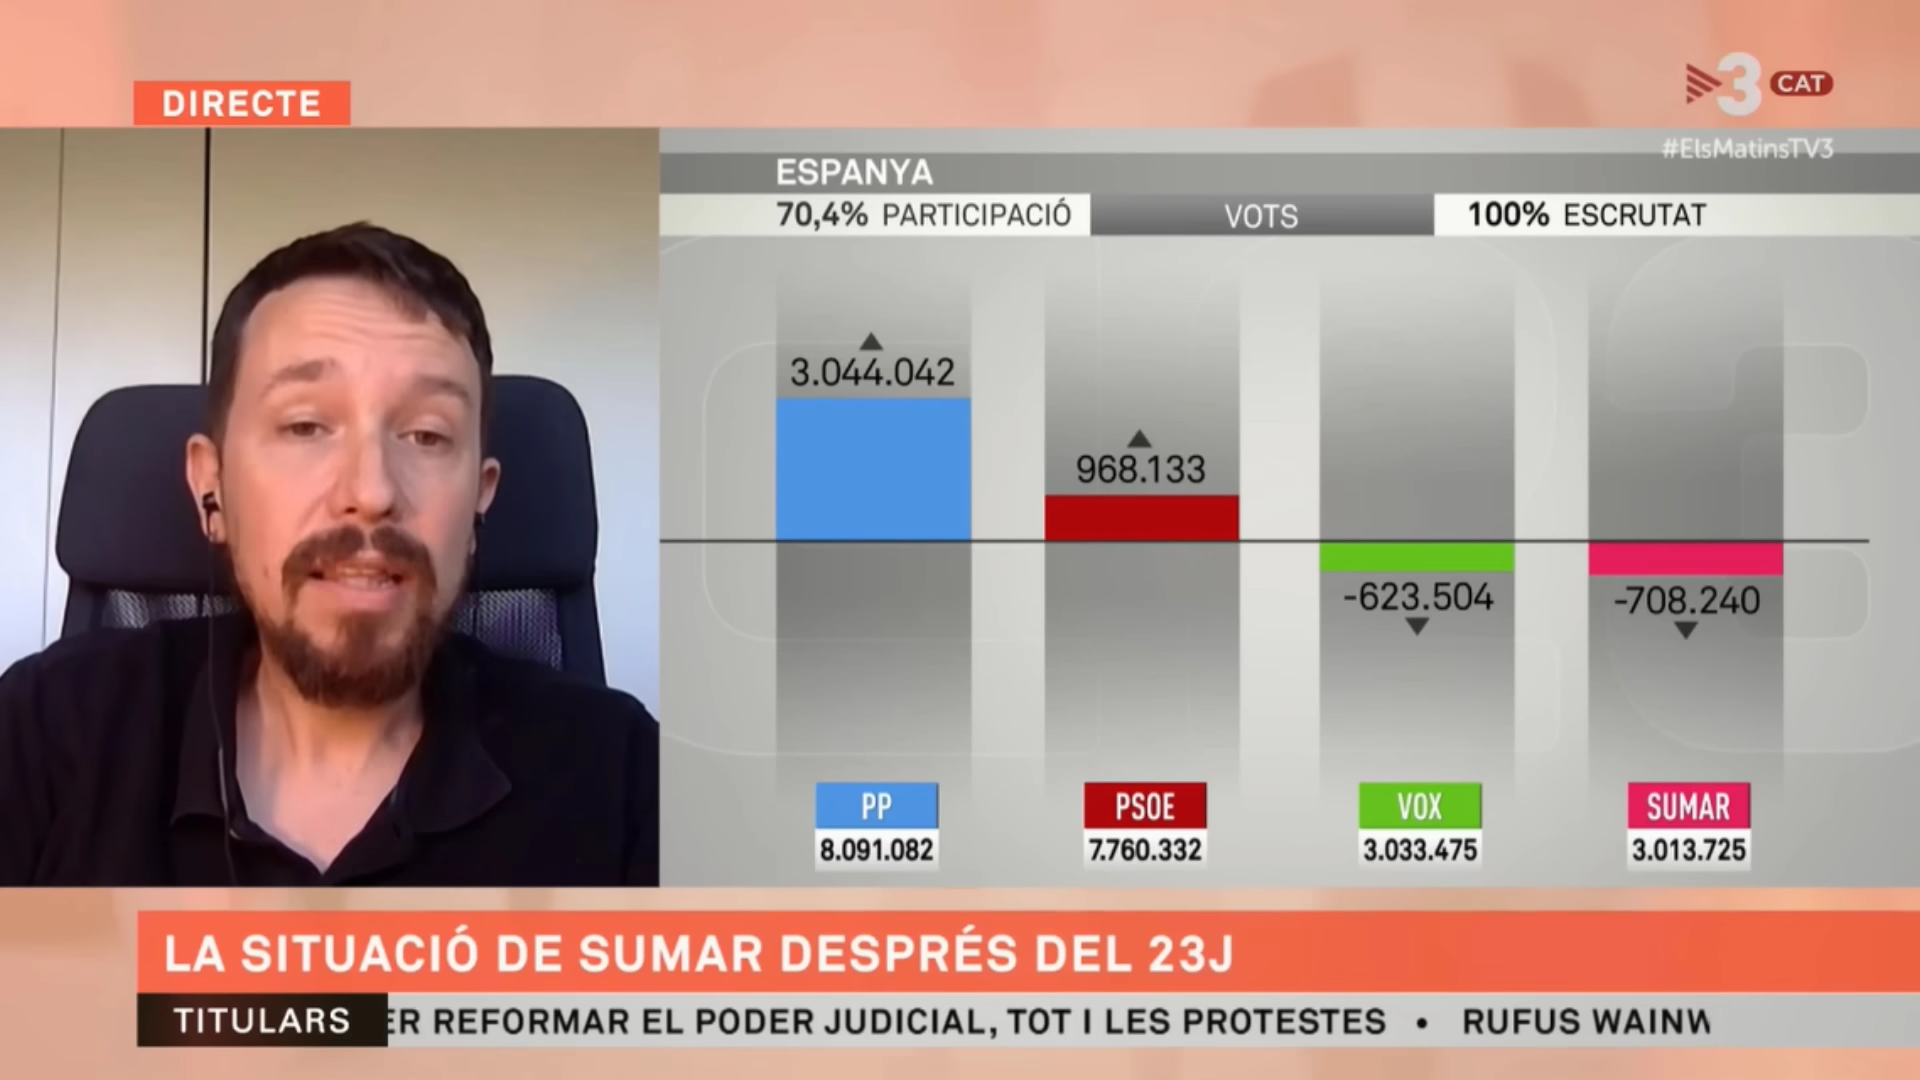 DIRECTE
3 CAT
#ElsMatinsTV3
ESPANYA
70,4% PARTICIPACIÓ VOTS 100% ESCRUTAT
3.044.042
968.133
-623.504
-708.240
PP PSOE VOX SUMAR
8.091.082 7.760.332 3.033.475 3.013.725
LA SITUACIÓ DE SUMAR DESPRÉS DEL 23J
TITULARS ER REFORMAR EL PODER JUDICIAL, TOT I LES PROTESTES • RUFUS WAINW